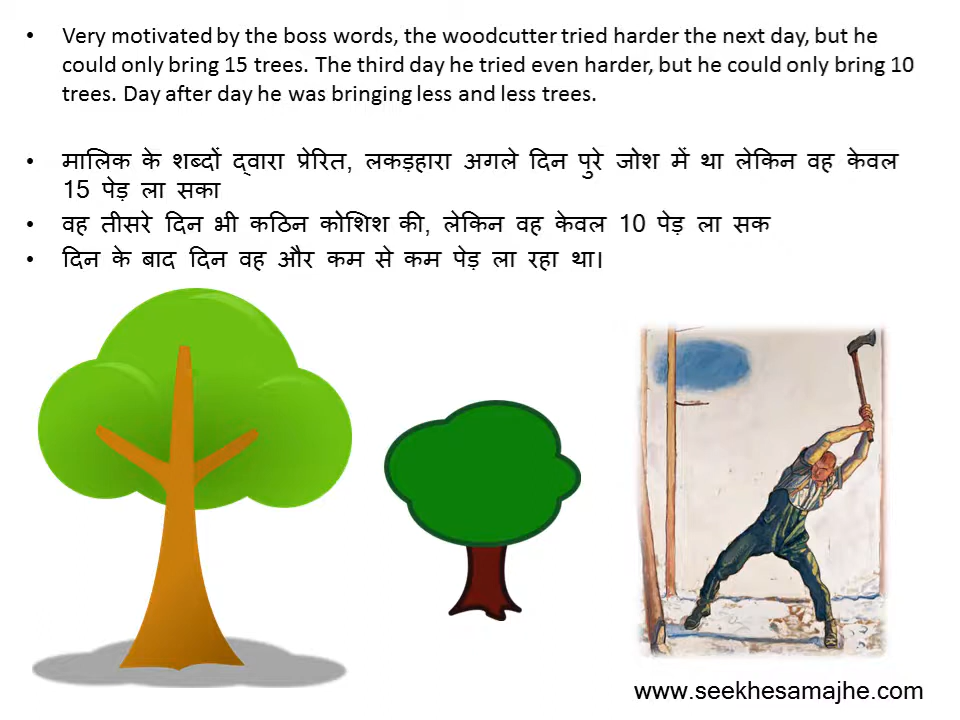 • Very motivated by the boss words, the woodcutter tried harder the next day, but he
could only bring 15 trees. The third day he tried even harder, but he could only bring 10
trees. Day after day he was bringing less and less trees.
• मालिक के शब्दों द्वारा प्रेरित, लकड़हारा अगले दिन पुरे जोश में था लेकिन वह केवल
15 पेड़ ला सका
• वह तीसरे दिन भी कठिन कोशिश की, लेकिन वह केवल 10 पेड़ ला सक
• दिन के बाद दिन वह और कम से कम पेड़ ला रहा था।
www.seekhesamajhe.com